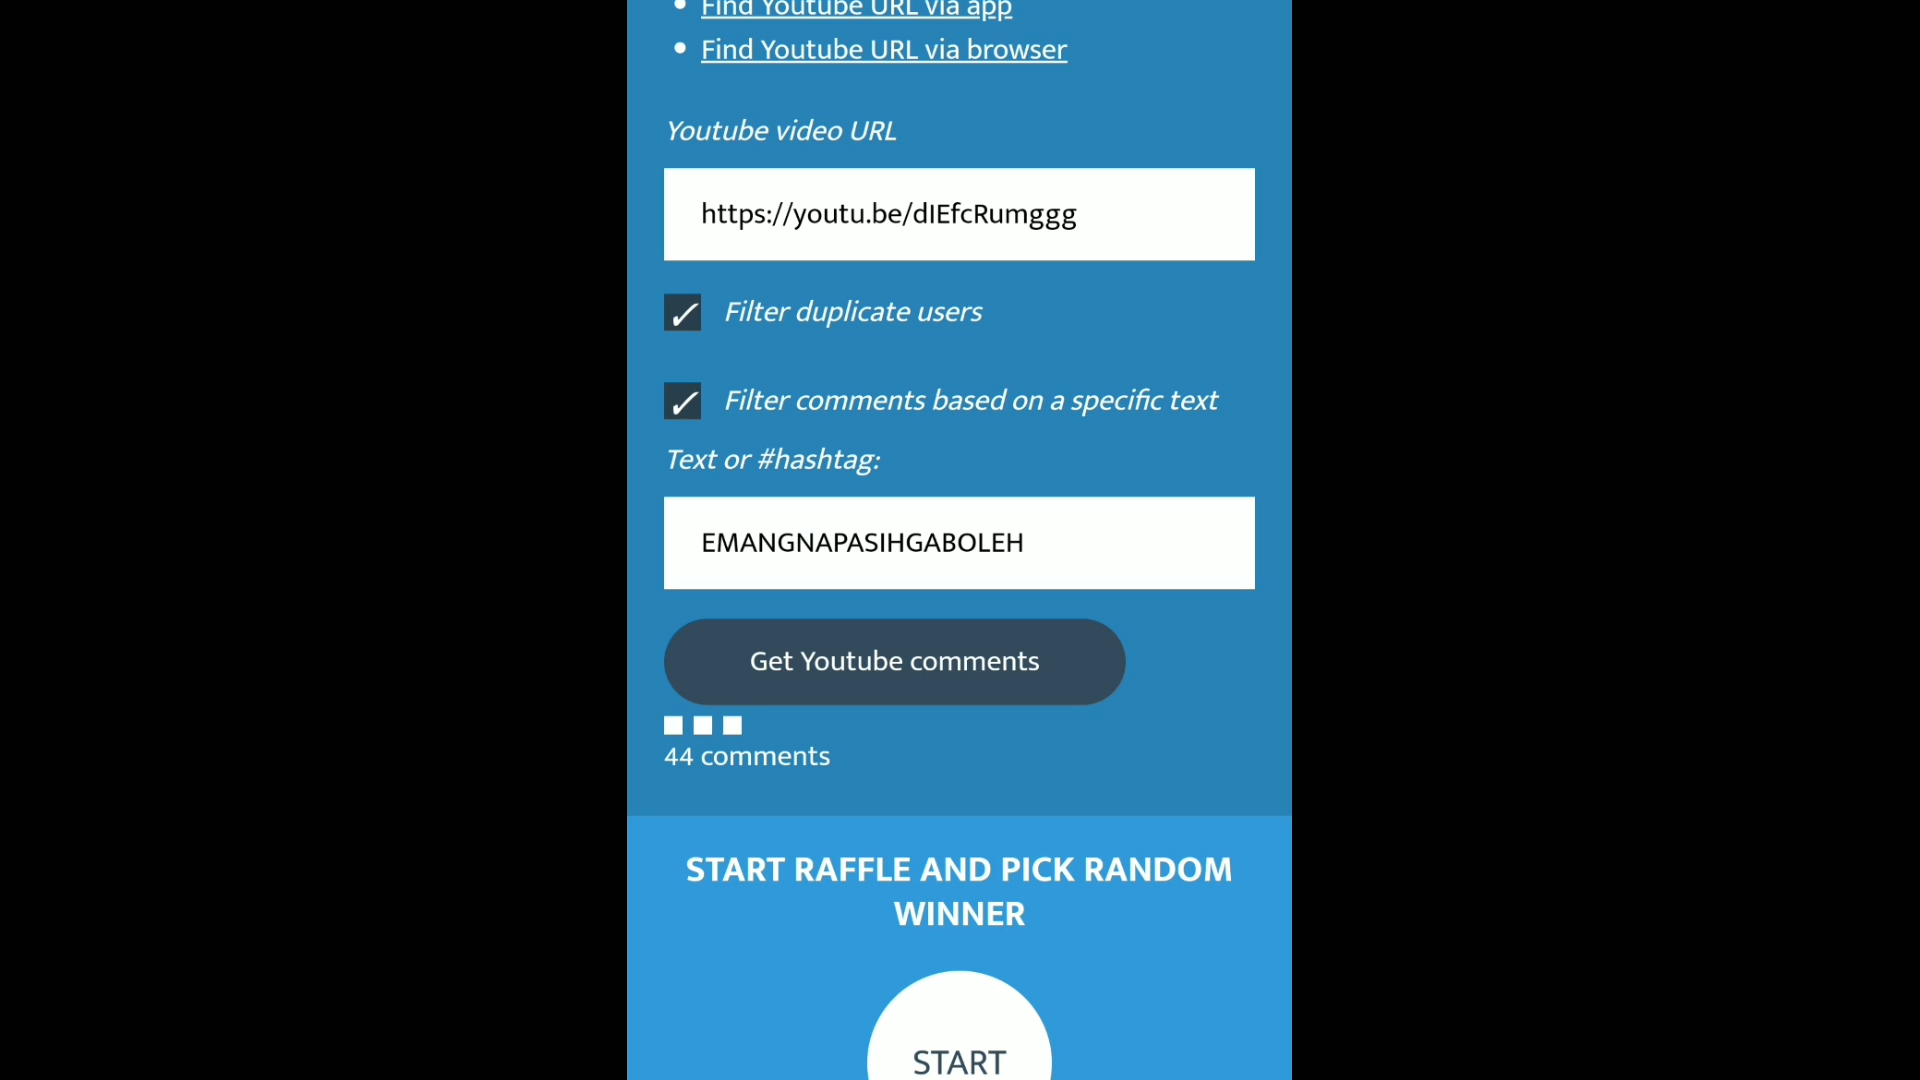 Find Youtube URL via app
Find Youtube URL via browser
Youtube video URL
https://youtu.be/dIEfcRumggg
Filter duplicate users
Filter comments based on a specific text
Text or #hashtag:
EMANGNAPASIHGABOLEH
Get Youtube comments
44 comments
START RAFFLE AND PICK RANDOM
WINNER
START